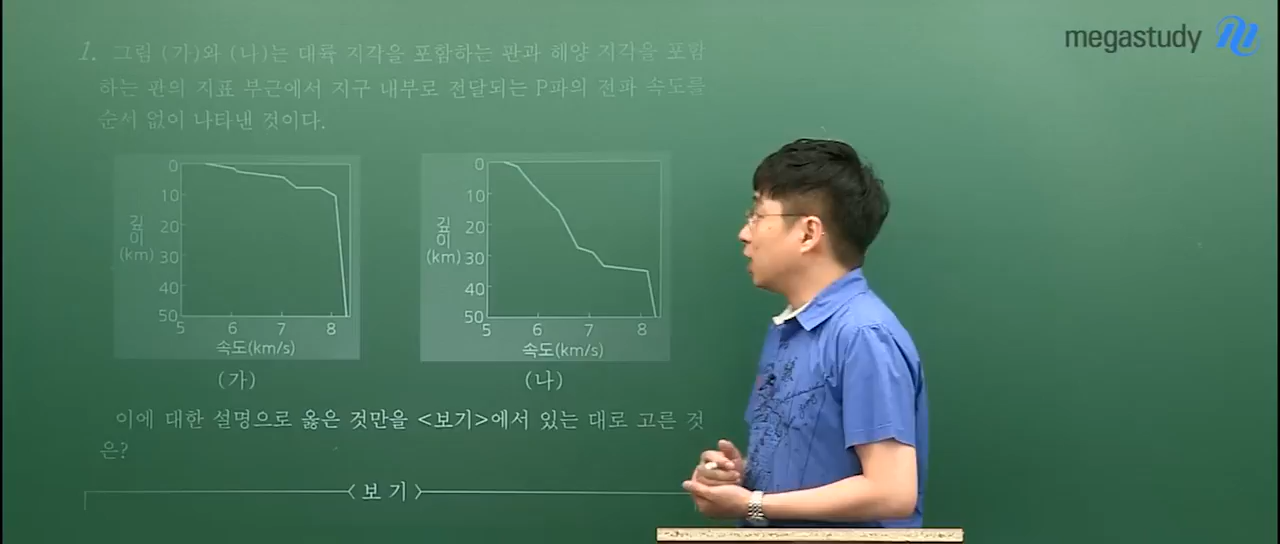 megastudy
1. 그림 (가)와 (나)는 대륙 지각을 포함하는 판과 해양 지각을 포함
하는 판의 지표 부근에서 지구 내부로 전달되는 P파의 전파 속도를
순서 없이 나타낸 것이다.
0
10
20
30
40
50
깊이
(km)
5 6 7 8
속도(km/s)
(가)
0
10
20
30
40
50
깊이
(km)
5 6 7 8
속도(km/s)
(나)
이에 대한 설명으로 옳은 것만을 <보기>에서 있는 대로 고른 것
은?
<보 기>